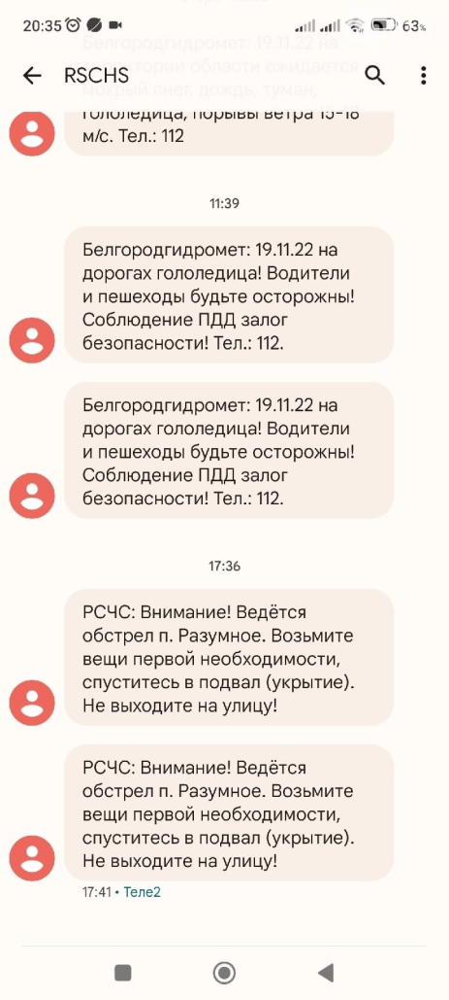 20:35
63%
Белгородгидромет: 19.11.22 на
территории области ожидается
мокрый снег, дождь, туман,
RSCHS
гололедица, порывы ветра 15-18
м/с. Тел.: 112
11:39
Белгородгидромет: 19.11.22 на
дорогах гололедица! Водители
и пешеходы будьте осторожны!
Соблюдение ПДД залог
безопасности! Тел.: 112.
Белгородгидромет: 19.11.22 на
дорогах гололедица! Водители
и пешеходы будьте осторожны!
Соблюдение ПДД залог
безопасности! Тел.: 112.
17:36
РСЧС: Внимание! Ведётся
обстрел п. Разумное. Возьмите
вещи первой необходимости,
спуститесь в подвал (укрытие).
Не выходите на улицу!
РСЧС: Внимание! Ведётся
обстрел п. Разумное. Возьмите
вещи первой необходимости,
спуститесь в подвал (укрытие).
Не выходите на улицу!
17:41 • Теле2